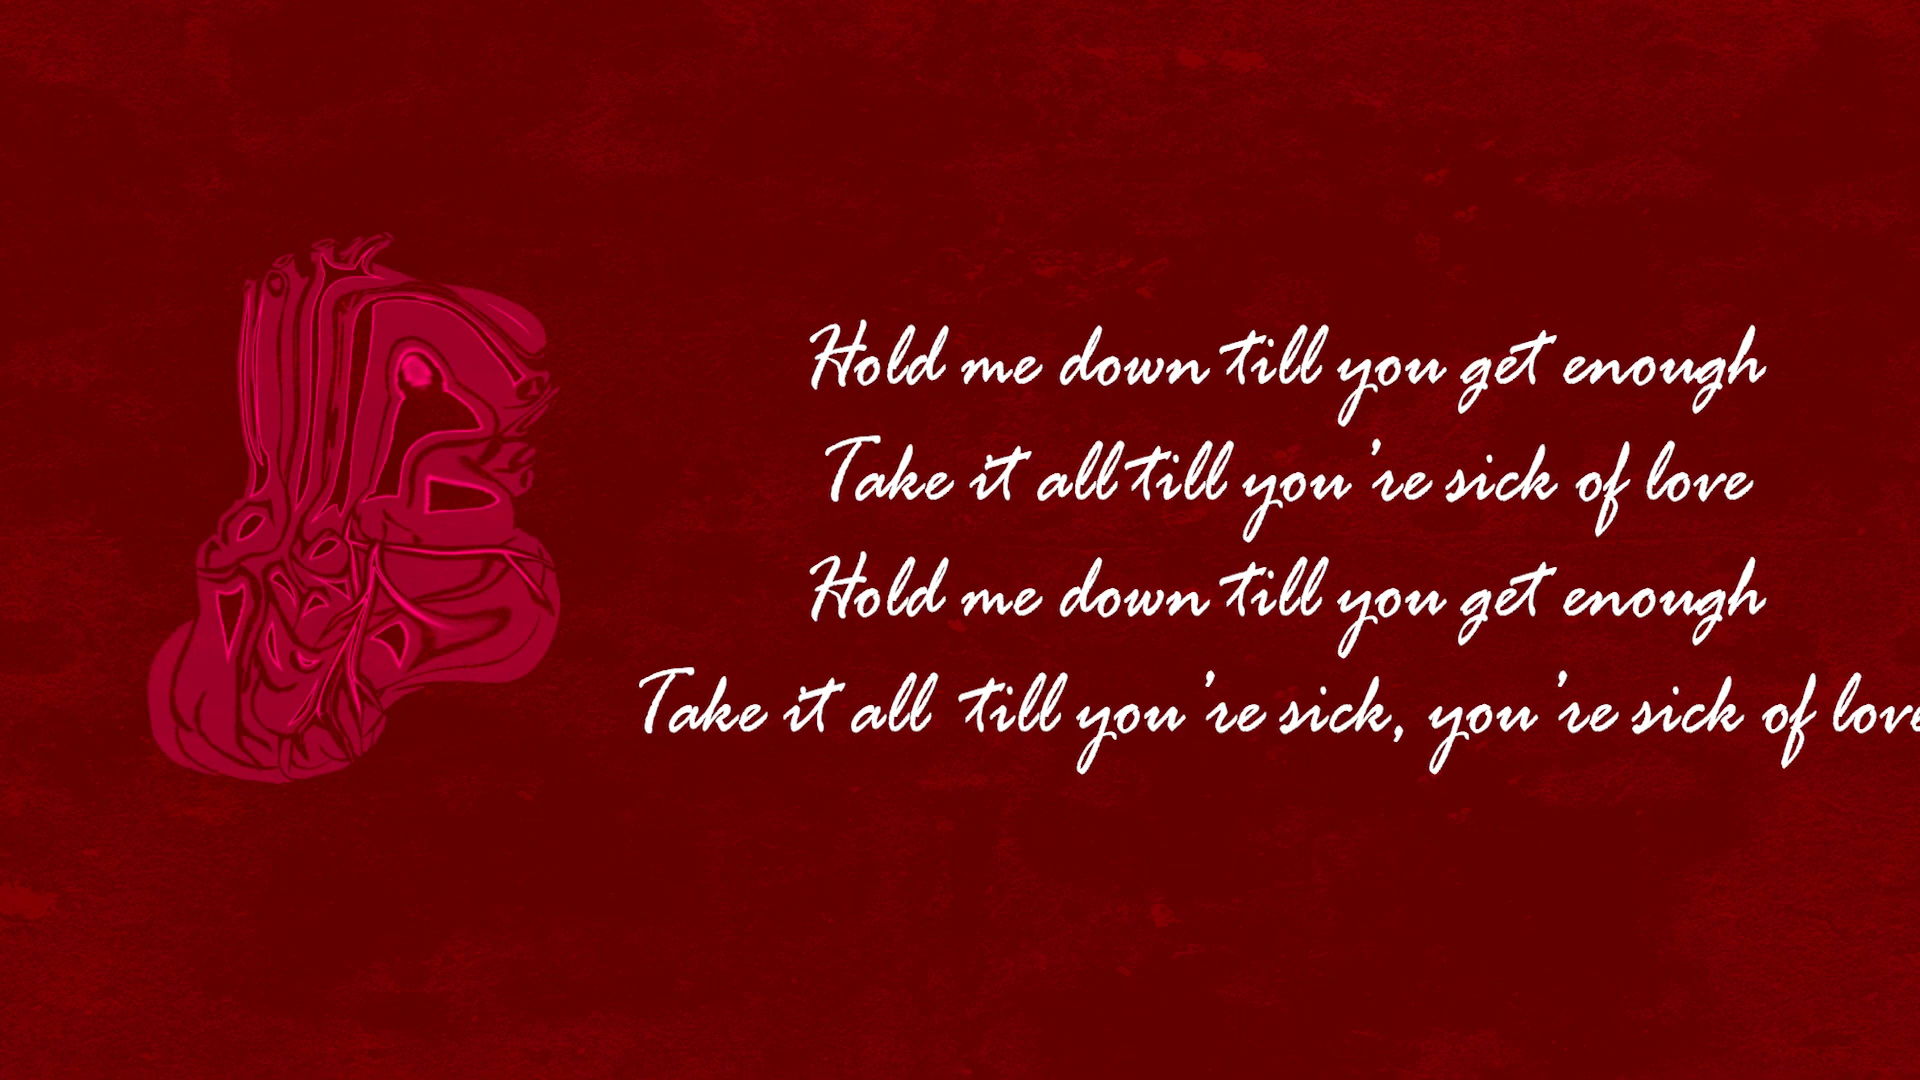 Hold me down till you get enough
Take it all till you're sick of love
Hold me down till you get enough
Take it all till you're sick, you're sick of love